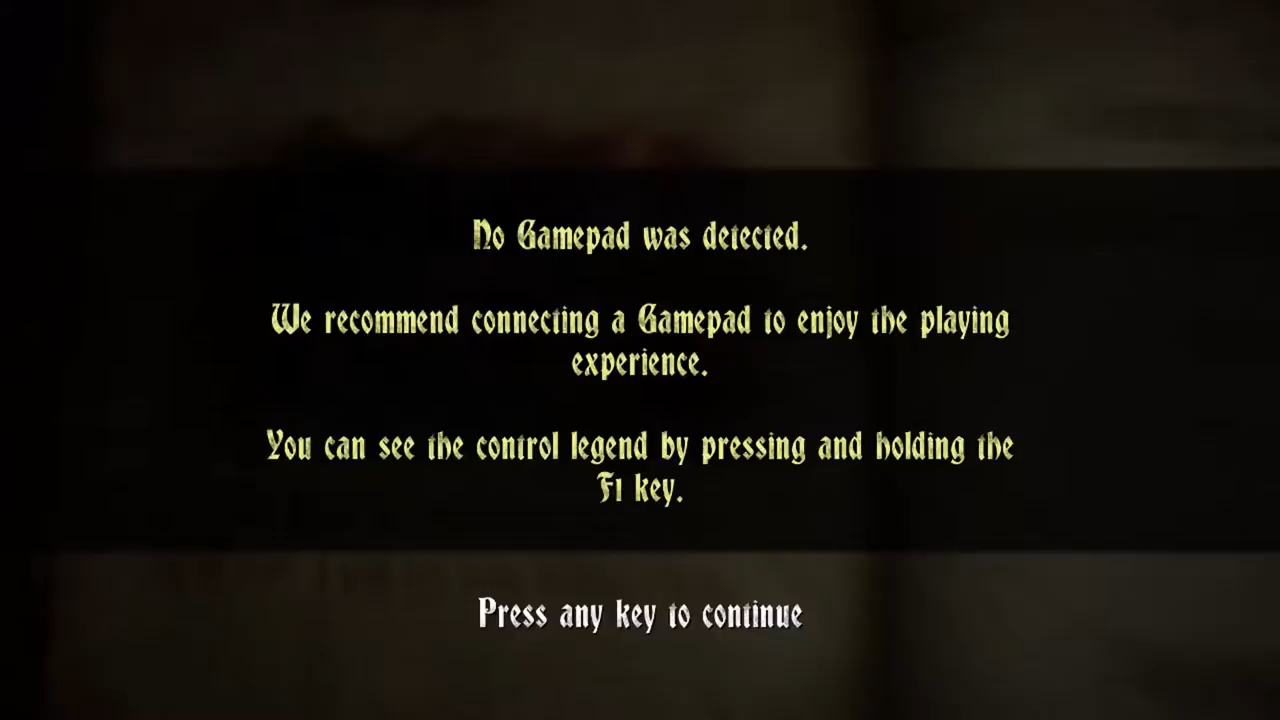 No Gamepad was detected.
We recommend connecting a Gamepad to enjoy the playing
experience.
You can see the control legend by pressing and holding the
F1 key.
Press any key to continue